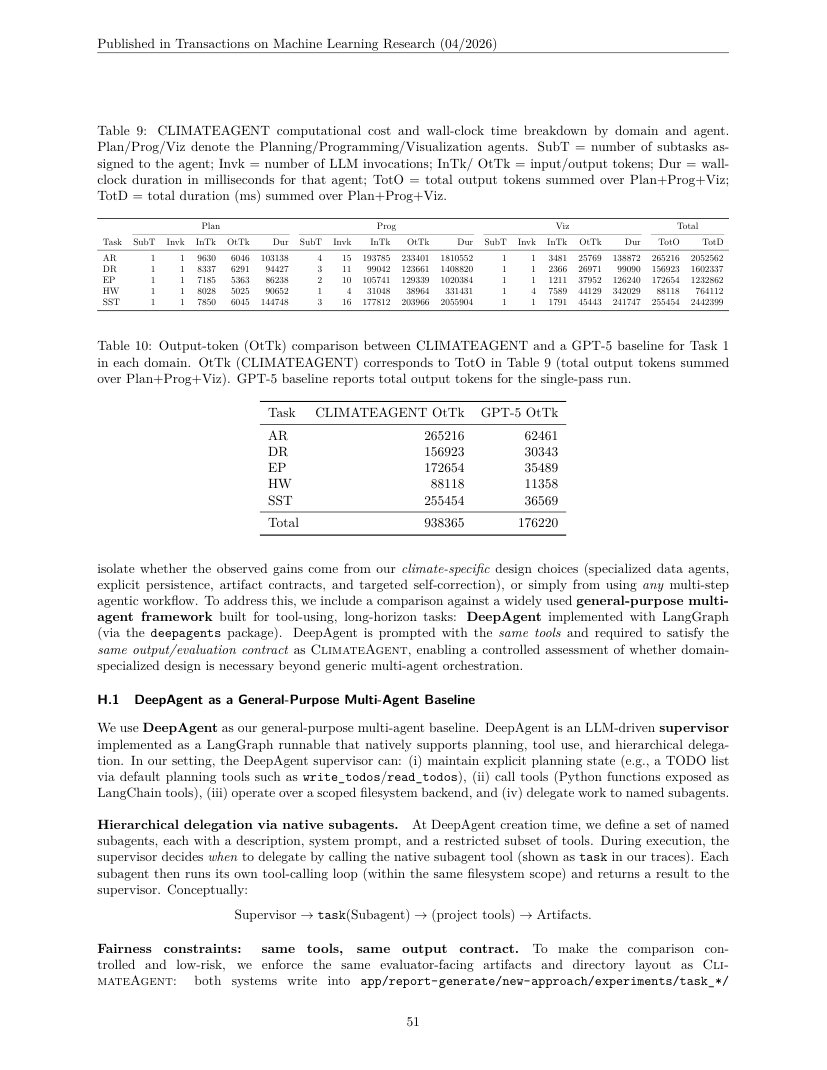 Published in Transactions on Machine Learning Research (04/2026)
Table 9: CLIMATEAGENT computational cost and wall-clock time breakdown by domain and agent.
Plan/Prog/Viz denote the Planning/Programming/Visualization agents. SubT = number of subtasks as-
signed to the agent; Invk = number of LLM invocations; InTk/ OtTk = input/output tokens; Dur = wall-
clock duration in milliseconds for that agent; TotO = total output tokens summed over Plan+Prog+Viz;
TotD = total duration (ms) summed over Plan+Prog+Viz.
Plan Prog Viz Total
Task SubT Invk InTk OtTk Dur SubT Invk InTk OtTk Dur SubT Invk InTk OtTk Dur TotO TotD
AR 1 1 9630 6046 103138 4 15 193785 233401 1810552 1 1 3481 25769 138872 265216 2052562
DR 1 1 8337 6291 94427 3 11 99042 123661 1408820 1 1 2366 26971 99090 156923 1602337
EP 1 1 7185 5363 86238 2 10 105741 129339 1020384 1 1 1211 37952 126240 172654 1232862
HW 1 1 8028 5025 90652 1 4 31048 38964 331431 1 4 7589 44129 342029 88118 764112
SST 1 1 7850 6045 144748 3 16 177812 203966 2055904 1 1 1791 45443 241747 255454 2442399
Table 10: Output-token (OtTk) comparison between CLIMATEAGENT and a GPT-5 baseline for Task 1
in each domain. OtTk (CLIMATEAGENT) corresponds to TotO in Table 9 (total output tokens summed
over Plan+Prog+Viz). GPT-5 baseline reports total output tokens for the single-pass run.
Task CLIMATEAGENT OtTk GPT-5 OtTk
AR 265216 62461
DR 156923 30343
EP 172654 35489
HW 88118 11358
SST 255454 36569
Total 938365 176220
isolate whether the observed gains come from our climate-specific design choices (specialized data agents,
explicit persistence, artifact contracts, and targeted self-correction), or simply from using any multi-step
agentic workflow. To address this, we include a comparison against a widely used general-purpose multi-
agent framework built for tool-using, long-horizon tasks: DeepAgent implemented with LangGraph
(via the deepagents package). DeepAgent is prompted with the same tools and required to satisfy the
same output/evaluation contract as CLIMATEAGENT, enabling a controlled assessment of whether domain-
specialized design is necessary beyond generic multi-agent orchestration.
H.1 DeepAgent as a General-Purpose Multi-Agent Baseline
We use DeepAgent as our general-purpose multi-agent baseline. DeepAgent is an LLM-driven supervisor
implemented as a LangGraph runnable that natively supports planning, tool use, and hierarchical delega-
tion. In our setting, the DeepAgent supervisor can: (i) maintain explicit planning state (e.g., a TODO list
via default planning tools such as write_todos/read_todos), (ii) call tools (Python functions exposed as
LangChain tools), (iii) operate over a scoped filesystem backend, and (iv) delegate work to named subagents.
Hierarchical delegation via native subagents. At DeepAgent creation time, we define a set of named
subagents, each with a description, system prompt, and a restricted subset of tools. During execution, the
supervisor decides when to delegate by calling the native subagent tool (shown as task in our traces). Each
subagent then runs its own tool-calling loop (within the same filesystem scope) and returns a result to the
supervisor. Conceptually:
Supervisor → task(Subagent) → (project tools) → Artifacts.
Fairness constraints: same tools, same output contract. To make the comparison con-
trolled and low-risk, we enforce the same evaluator-facing artifacts and directory layout as CLI-
MATEAGENT: both systems write into app/report-generate/new-approach/experiments/task_*/
51